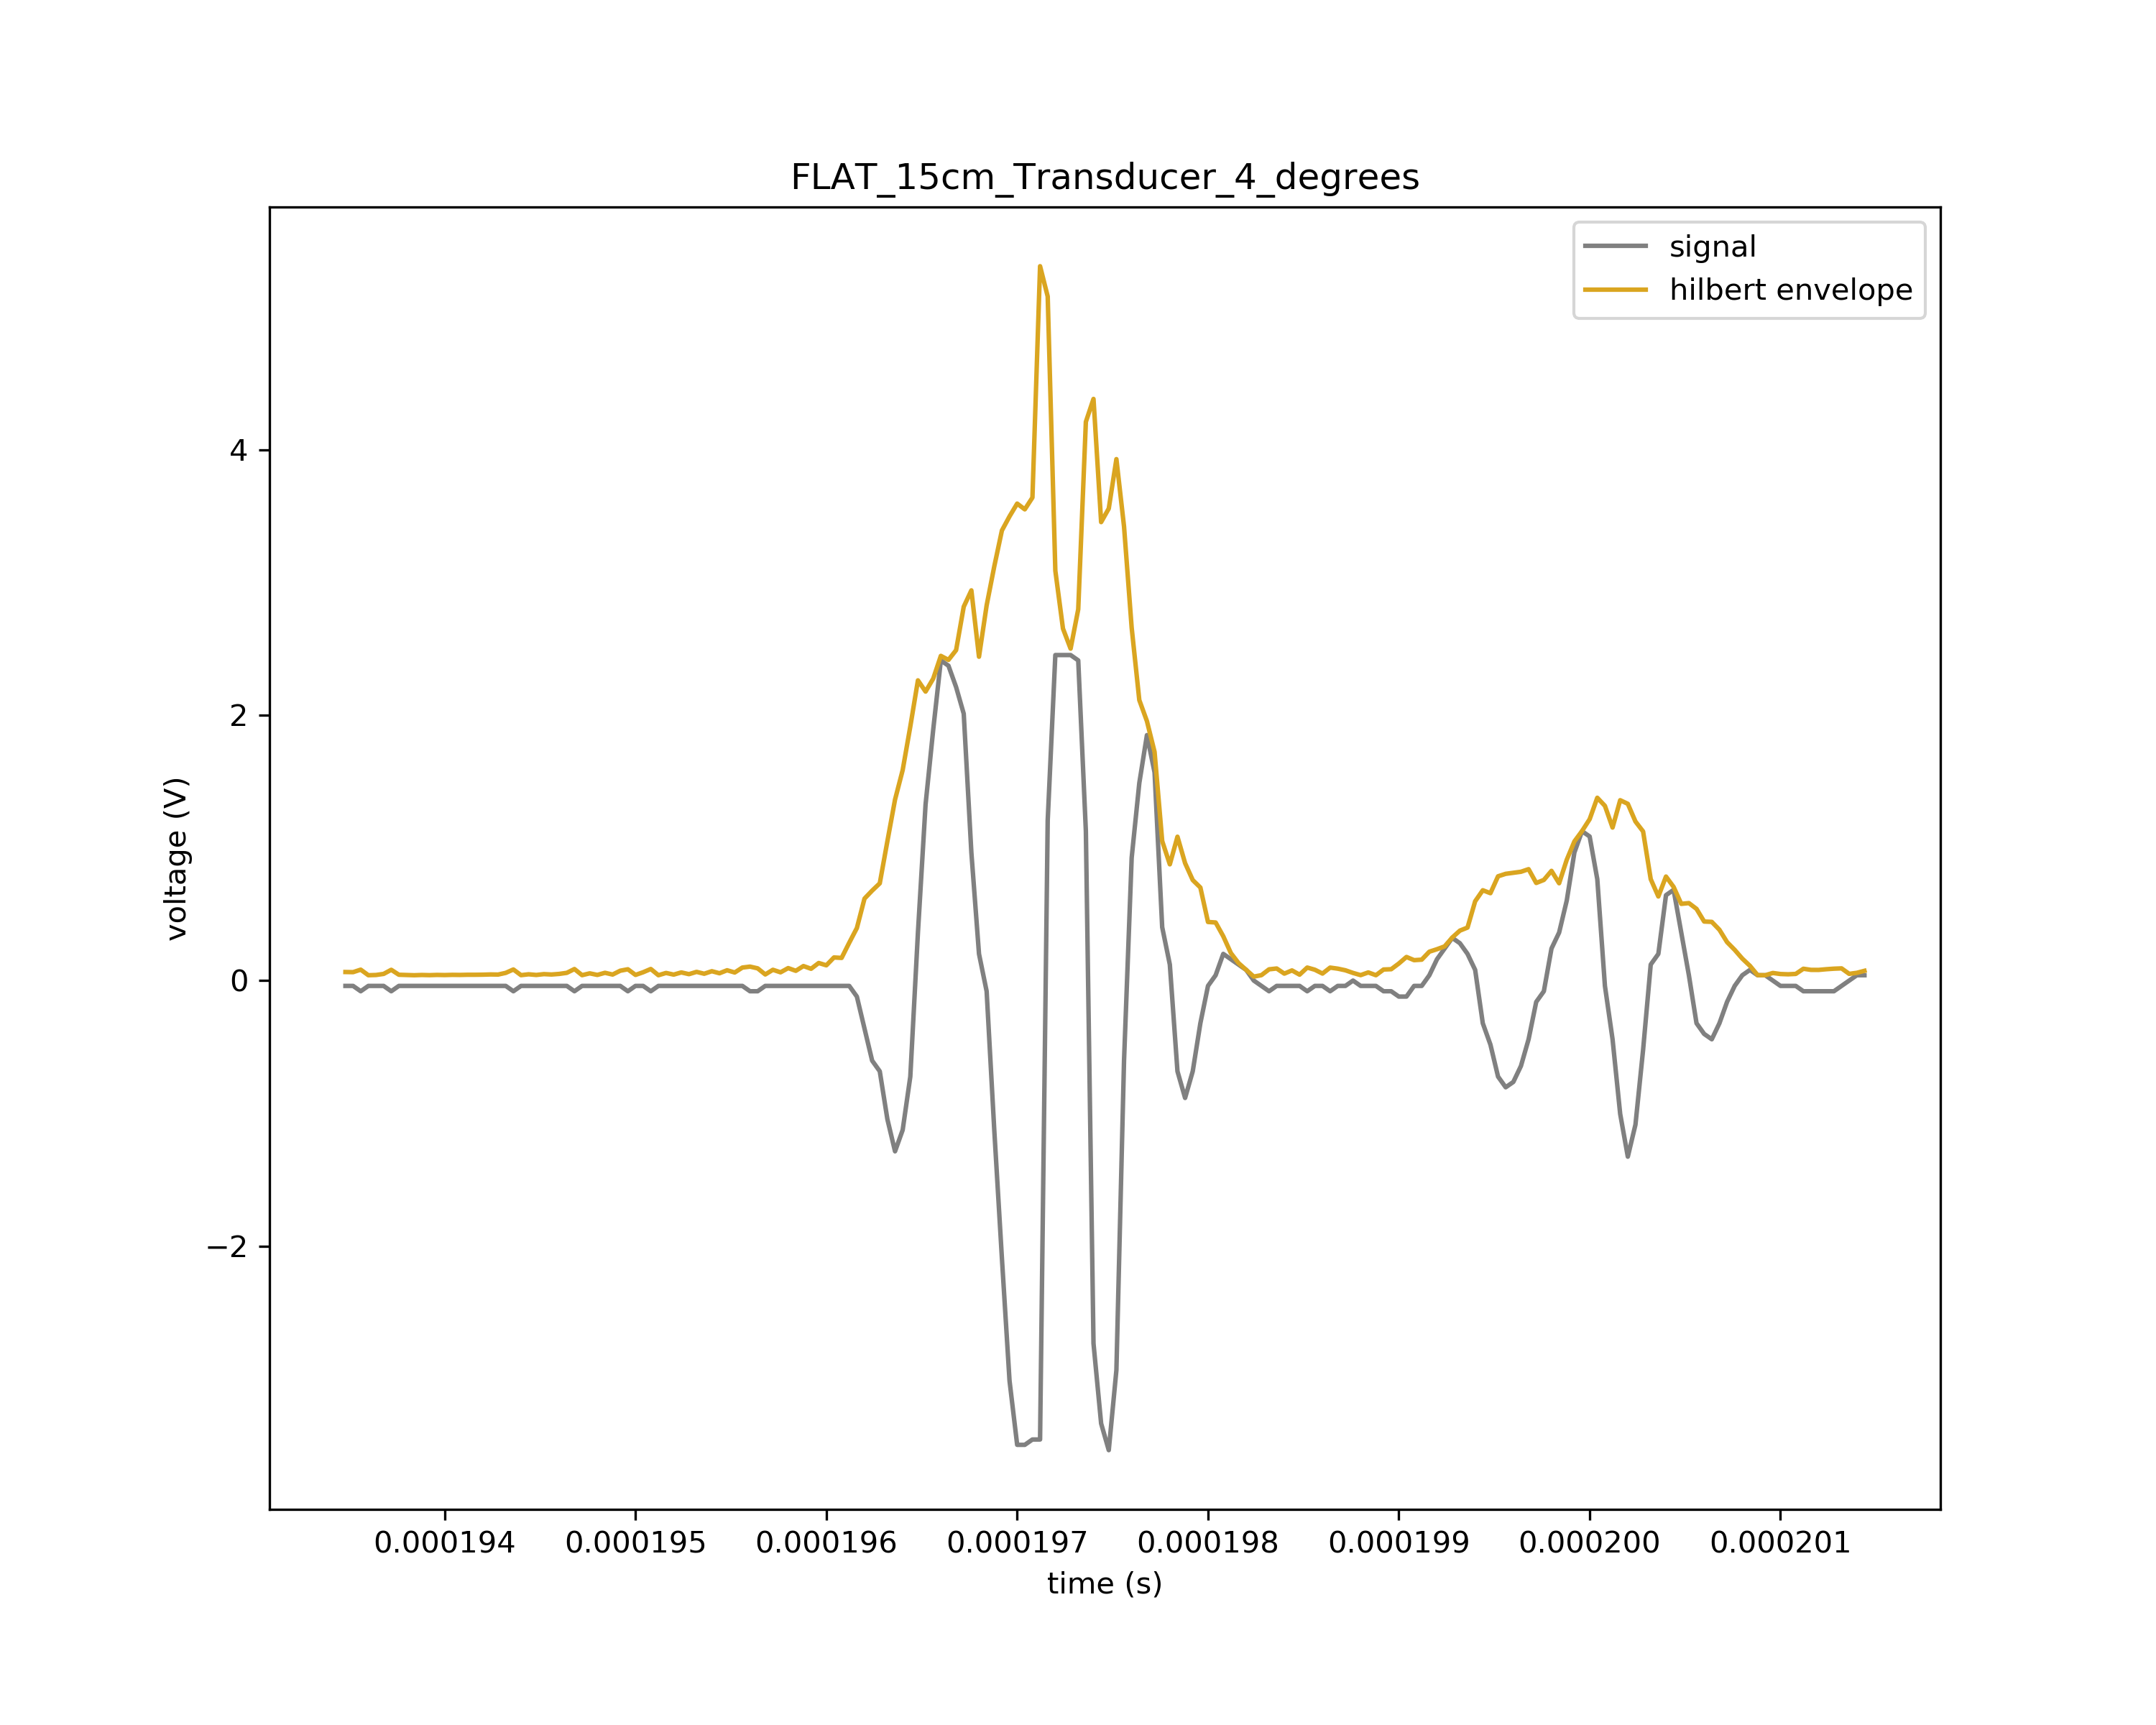 FLAT_15cm_Transducer_4_degrees
signal
hilbert envelope
4
2
0
−2
voltage (V)
0.000194 0.000195 0.000196 0.000197 0.000198 0.000199 0.000200 0.000201
time (s)